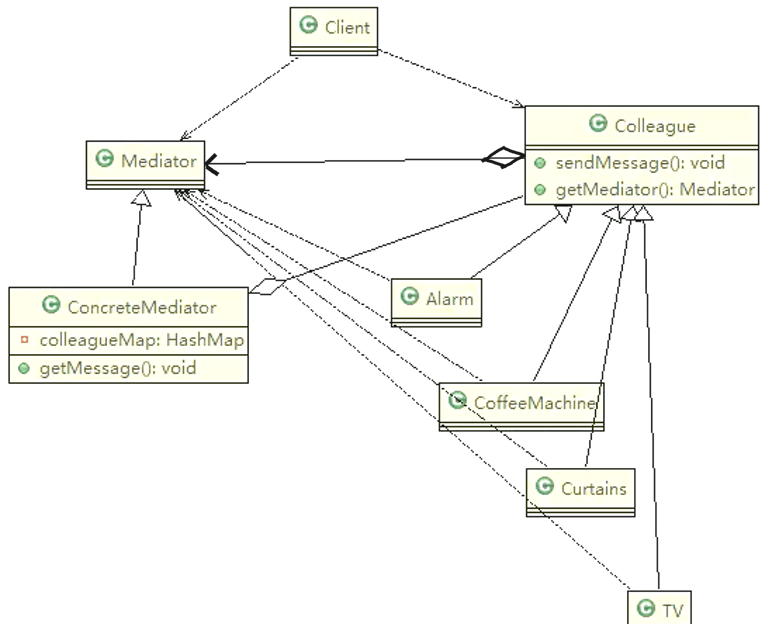 Client
Colleague
sendMessage(): void
getMediator(): Mediator
Mediator
ConcreteMediator
colleagueMap: HashMap
getMessage(): void
Alarm
CoffeeMachine
Curtains
TV